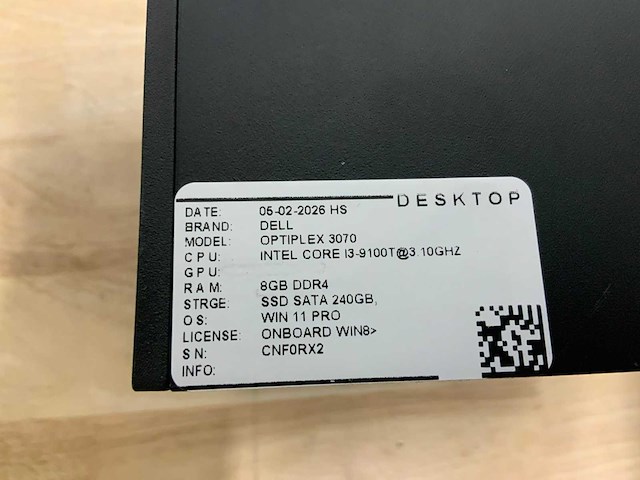 DESKTOP
DATE: 05-02-2026 HS
BRAND: DELL
MODEL: OPTIPLEX 3070
CPU: INTEL CORE I3-9100T@3.10GHZ
GPU:
RAM: 8GB DDR4
STRGE: SSD SATA 240GB,
OS: WIN 11 PRO
LICENSE: ONBOARD WIN8>
SN: CNF0RX2
INFO: